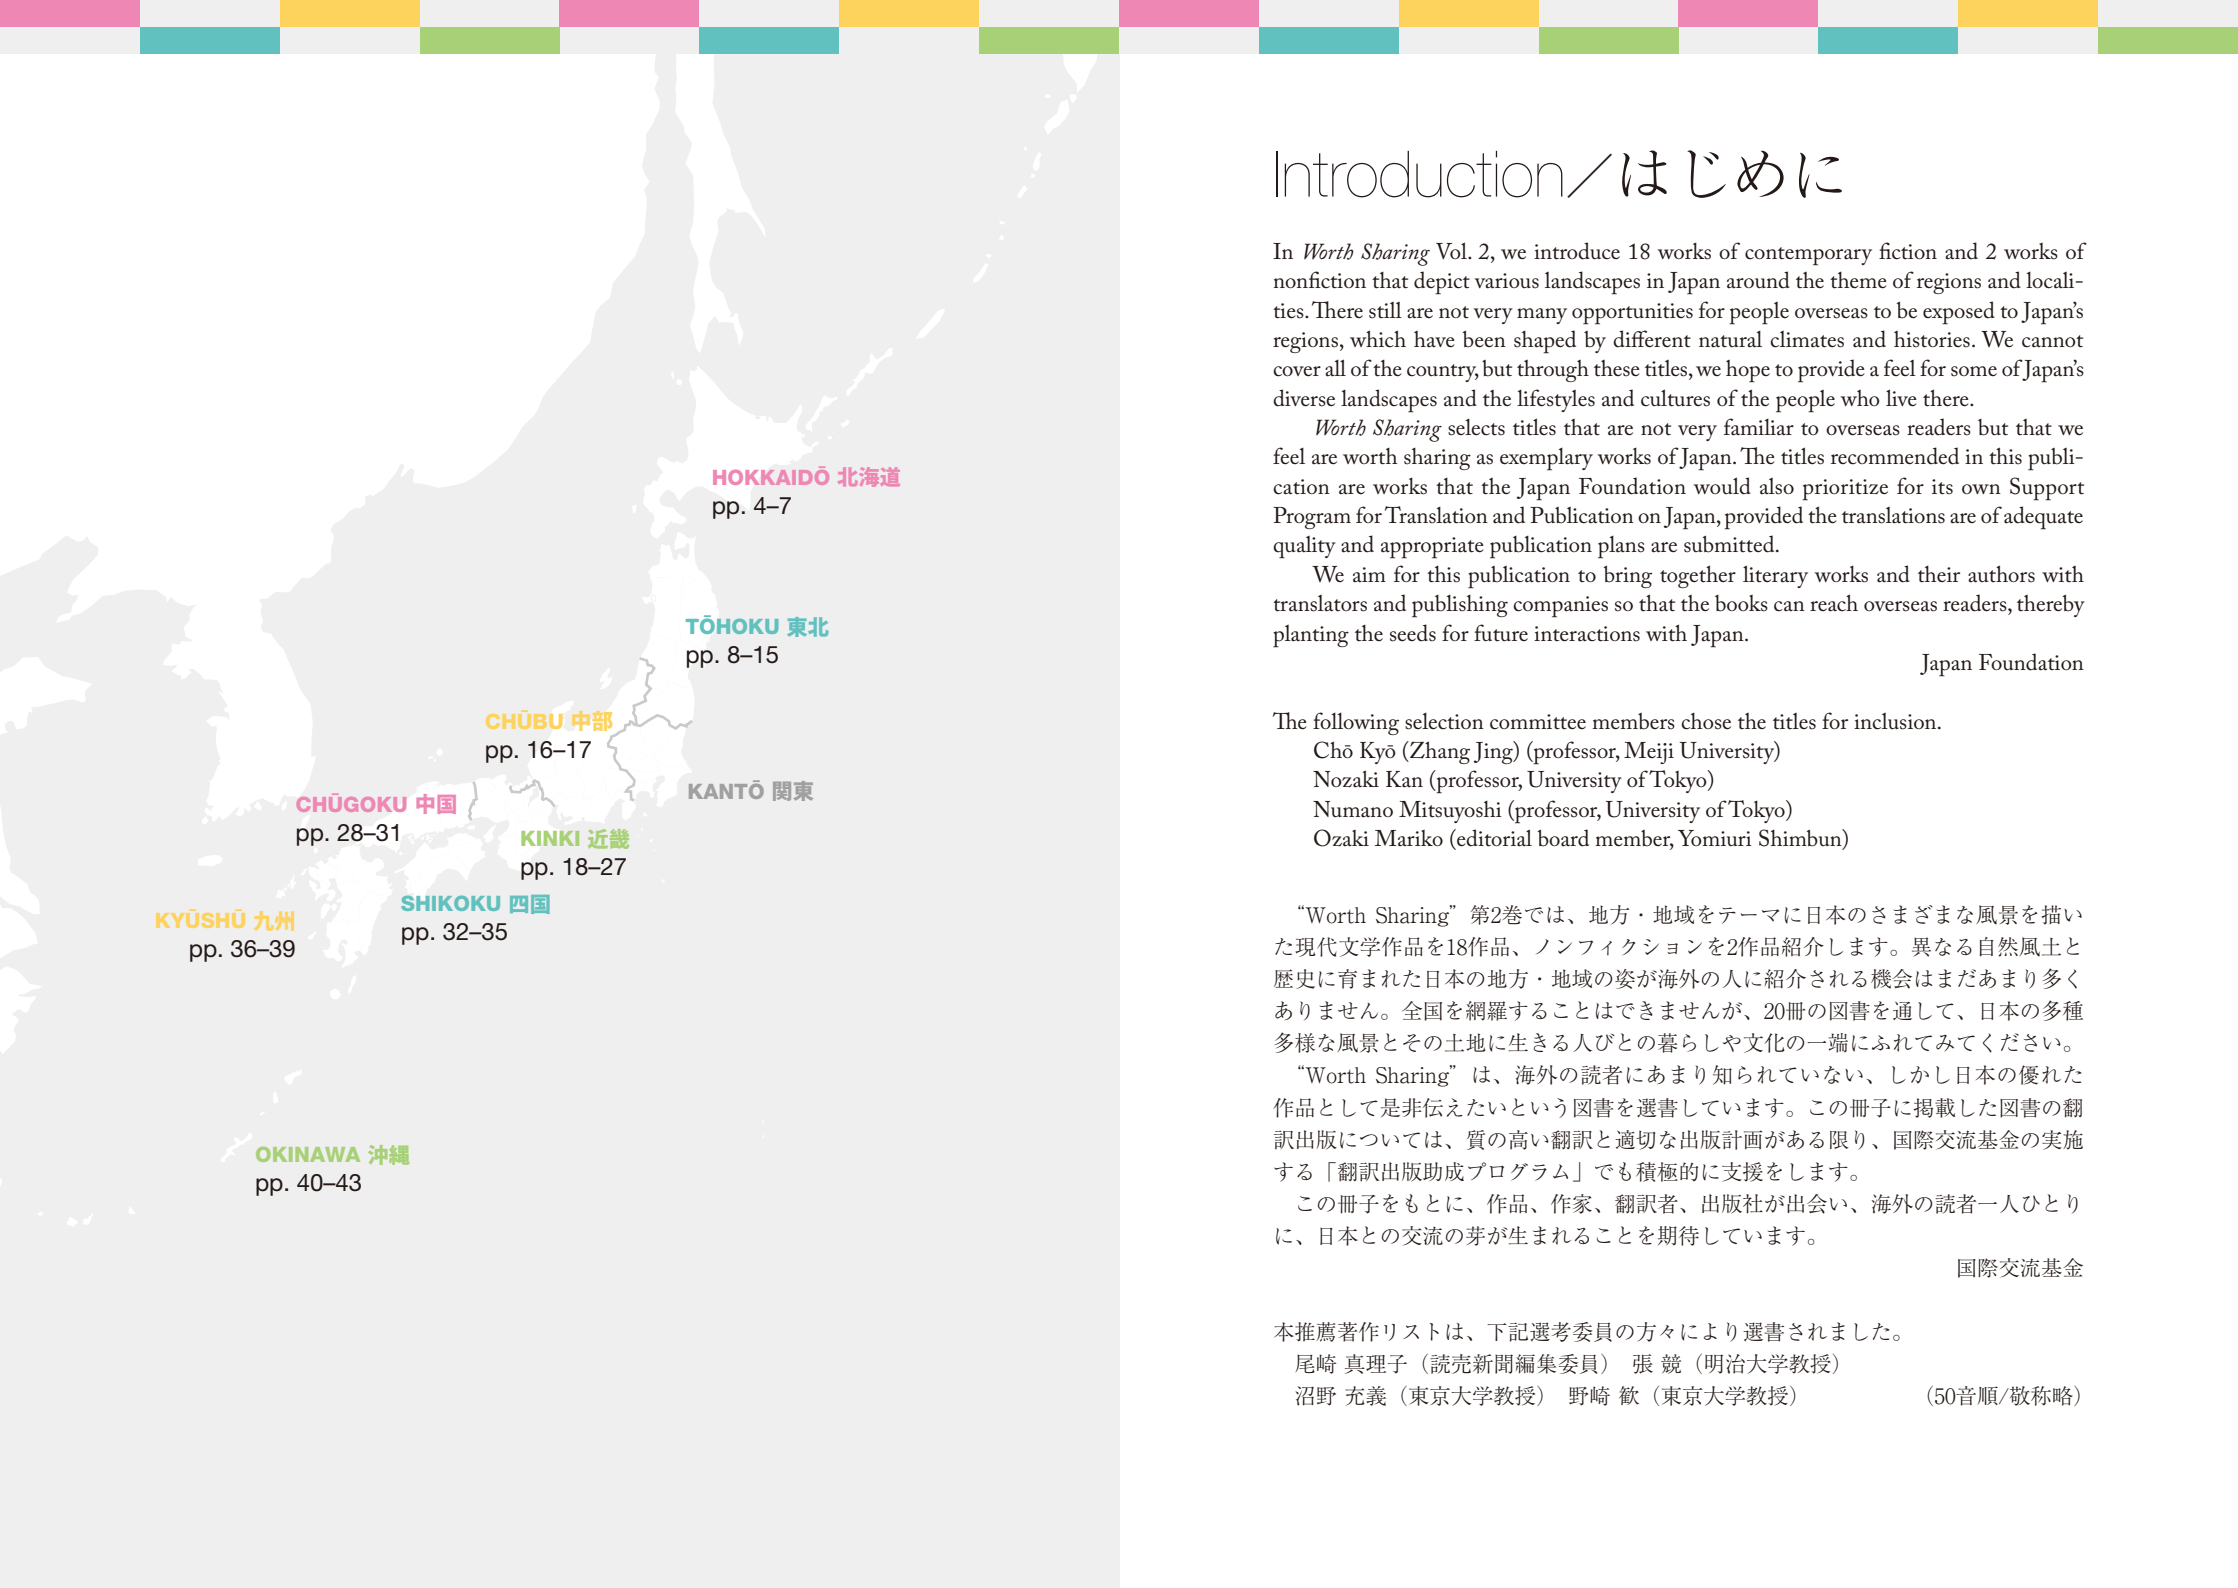 HOKKAIDŌ 北海道
pp. 4–7
TŌHOKU 東北
pp. 8–15
CHŪBU 中部
pp. 16–17
KANTŌ 関東
CHŪGOKU 中国
pp. 28–31
KINKI 近畿
pp. 18–27
SHIKOKU 四国
pp. 32–35
KYŪSHŪ 九州
pp. 36–39
OKINAWA 沖縄
pp. 40–43
Introduction／はじめに
In Worth Sharing Vol. 2, we introduce 18 works of contemporary fiction and 2 works of
nonfiction that depict various landscapes in Japan around the theme of regions and locali-
ties. There still are not very many opportunities for people overseas to be exposed to Japan’s
regions, which have been shaped by different natural climates and histories. We cannot
cover all of the country, but through these titles, we hope to provide a feel for some of Japan’s
diverse landscapes and the lifestyles and cultures of the people who live there.
Worth Sharing selects titles that are not very familiar to overseas readers but that we
feel are worth sharing as exemplary works of Japan. The titles recommended in this publi-
cation are works that the Japan Foundation would also prioritize for its own Support
Program for Translation and Publication on Japan, provided the translations are of adequate
quality and appropriate publication plans are submitted.
We aim for this publication to bring together literary works and their authors with
translators and publishing companies so that the books can reach overseas readers, thereby
planting the seeds for future interactions with Japan.
Japan Foundation
The following selection committee members chose the titles for inclusion.
Chō Kyō (Zhang Jing) (professor, Meiji University)
Nozaki Kan (professor, University of Tokyo)
Numano Mitsuyoshi (professor, University of Tokyo)
Ozaki Mariko (editorial board member, Yomiuri Shimbun)
“Worth Sharing” 第2巻では、地方・地域をテーマに日本のさまざまな風景を描い
た現代文学作品を18作品、ノンフィクションを2作品紹介します。異なる自然風土と
歴史に育まれた日本の地方・地域の姿が海外の人に紹介される機会はまだあまり多く
ありません。全国を網羅することはできませんが、20冊の図書を通して、日本の多種
多様な風景とその土地に生きる人びとの暮らしや文化の一端にふれてみてください。
“Worth Sharing” は、海外の読者にあまり知られていない、しかし日本の優れた
作品として是非伝えたいという図書を選書しています。この冊子に掲載した図書の翻
訳出版については、質の高い翻訳と適切な出版計画がある限り、国際交流基金の実施
する「翻訳出版助成プログラム」でも積極的に支援をします。
この冊子をもとに、作品、作家、翻訳者、出版社が出会い、海外の読者一人ひとり
に、日本との交流の芽が生まれることを期待しています。
国際交流基金
本推薦著作リストは、下記選考委員の方々により選書されました。
尾崎 真理子（読売新聞編集委員） 張 競（明治大学教授）
沼野 充義（東京大学教授） 野崎 歓（東京大学教授） （50音順/敬称略）